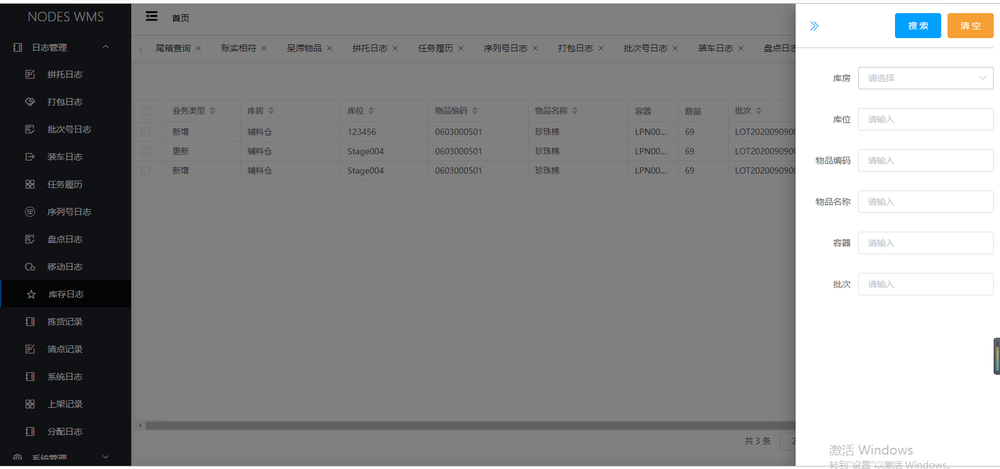 NODES WMS
日志管理
拼托日志
打包日志
批次号日志
装车日志
任务履历
序列号日志
盘点日志
移动日志
库存日志
拣货记录
清点记录
系统日志
上架记录
分配日志
系统管理
首页
尾箱查询 账实相符 呆滞物品 拼托日志 任务履历 序列号日志 打包日志 批次号日志 装车日志 盘点日志
业务类型 库房 库位 物品编码 物品名称 容器 数量 批次
新增 辅料仓 123456 0603000501 珍珠棉 LPN00... 69 LOT202009090
更新 辅料仓 Stage004 0603000501 珍珠棉 LPN00... 69 LOT202009090
新增 辅料仓 Stage004 0603000501 珍珠棉 LPN00... 69 LOT202009090
共 3 条 2
搜 索 清 空
库房 请选择
库位 请输入
物品编码 请输入
物品名称 请输入
容器 请输入
批次 请输入
激活 Windows
转到"设置"以激活 Windows。